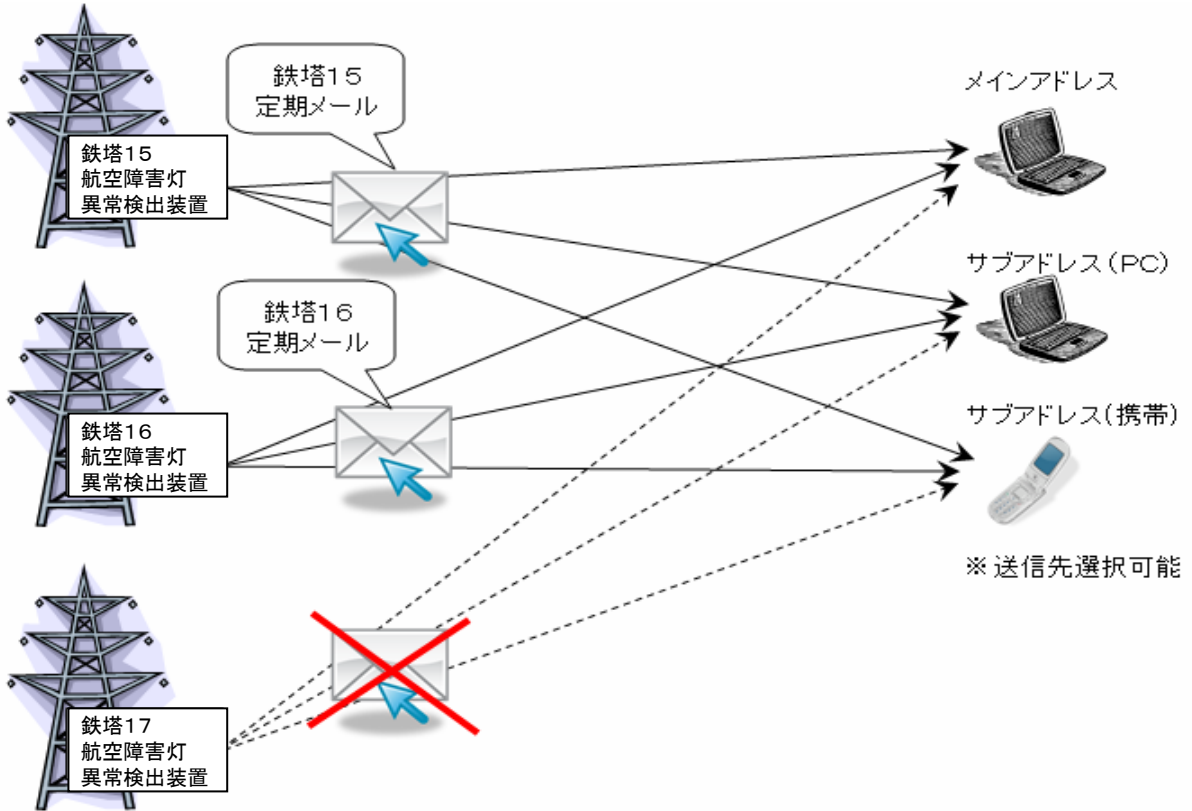 鉄塔15
定期メール
メインアドレス
鉄塔15
航空障害灯
異常検出装置
サブアドレス(PC)
鉄塔16
定期メール
サブアドレス(携帯)
鉄塔16
航空障害灯
異常検出装置
※送信先選択可能
鉄塔17
航空障害灯
異常検出装置